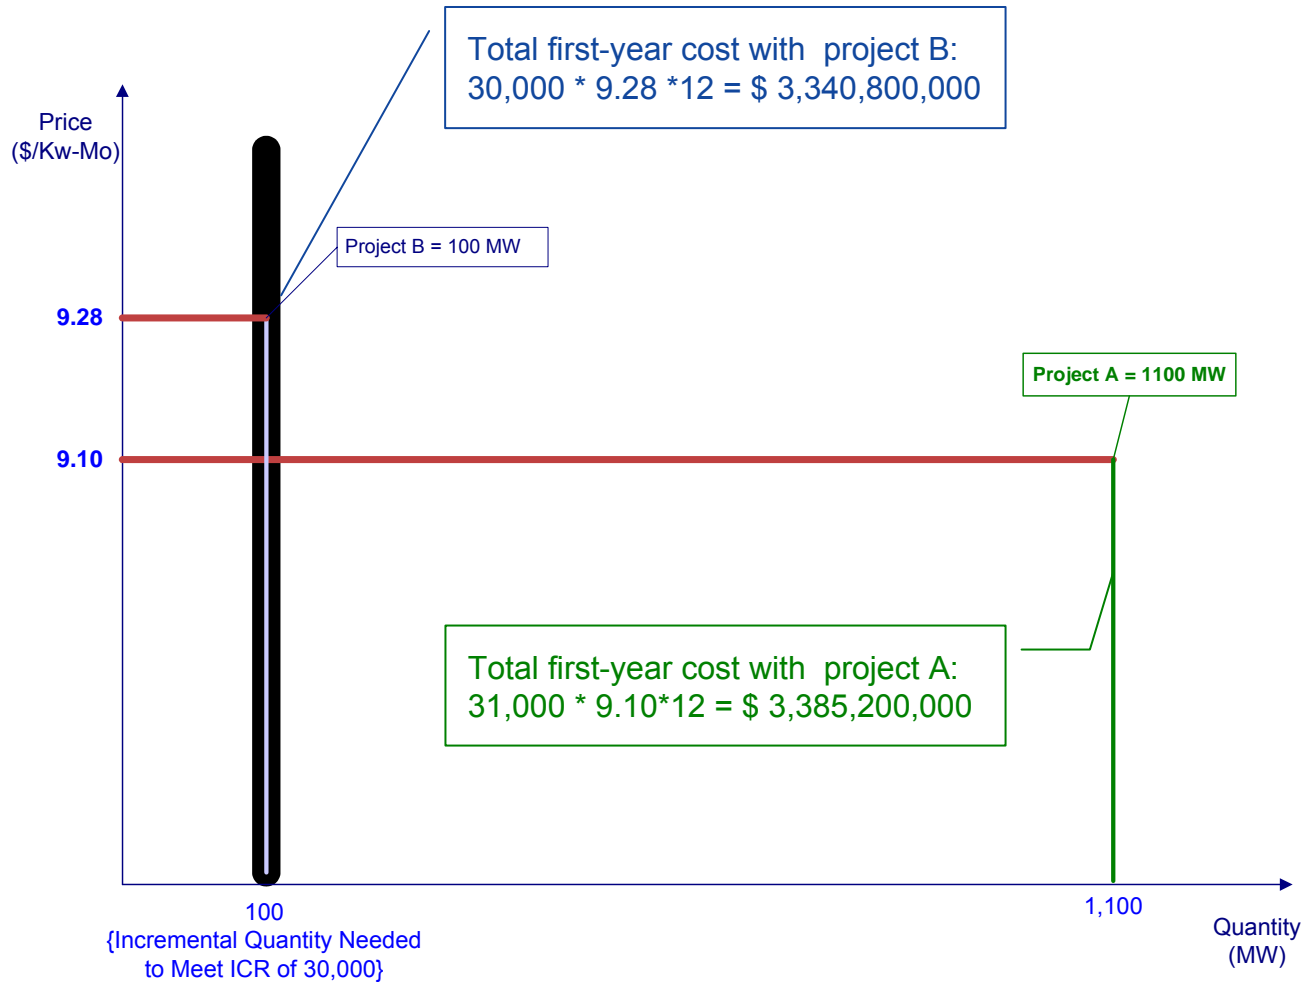 Total first-year cost with project B:
30,000 * 9.28 *12 = $ 3,340,800,000
Price
($/Kw-Mo)
Project B = 100 MW
9.28
Project A = 1100 MW
9.10
Total first-year cost with project A:
31,000 * 9.10*12 = $ 3,385,200,000
100
{Incremental Quantity Needed
to Meet ICR of 30,000}
1,100
Quantity
(MW)